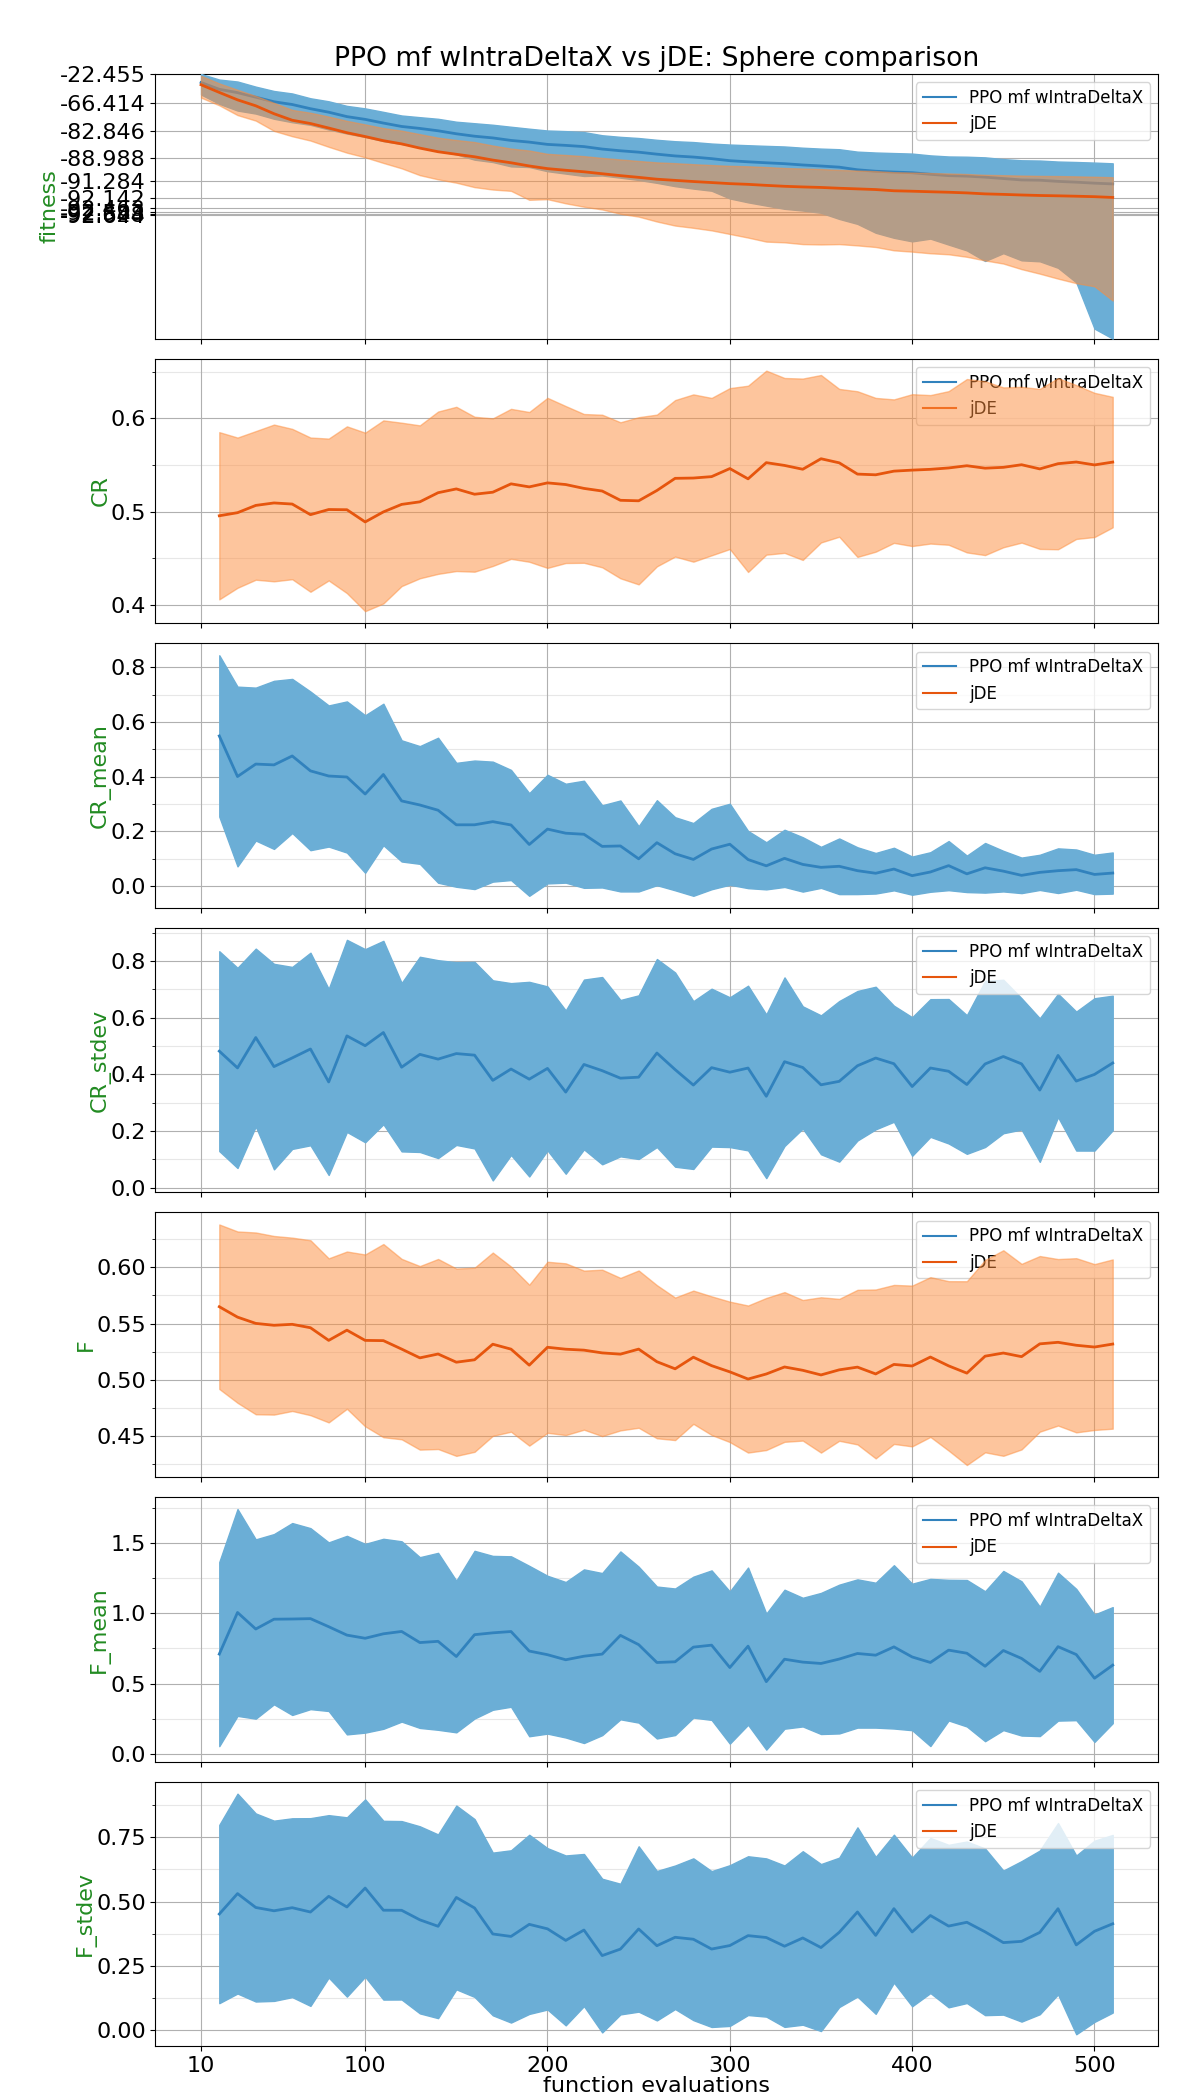 PPO mf wIntraDeltaX vs jDE: Sphere comparison
-22.455
-66.414
-82.846
-88.988
-91.284
-92.142
fitness
PPO mf wIntraDeltaX
jDE
0.6
0.5
0.4
CR
PPO mf wIntraDeltaX
jDE
0.8
0.6
0.4
0.2
0.0
CR_mean
PPO mf wIntraDeltaX
jDE
0.8
0.6
0.4
0.2
0.0
CR_stdev
PPO mf wIntraDeltaX
jDE
0.60
0.55
0.50
0.45
F
PPO mf wIntraDeltaX
jDE
1.5
1.0
0.5
0.0
F_mean
PPO mf wIntraDeltaX
jDE
0.75
0.50
0.25
0.00
F_stdev
PPO mf wIntraDeltaX
jDE
10 100 200 300 400 500
function evaluations